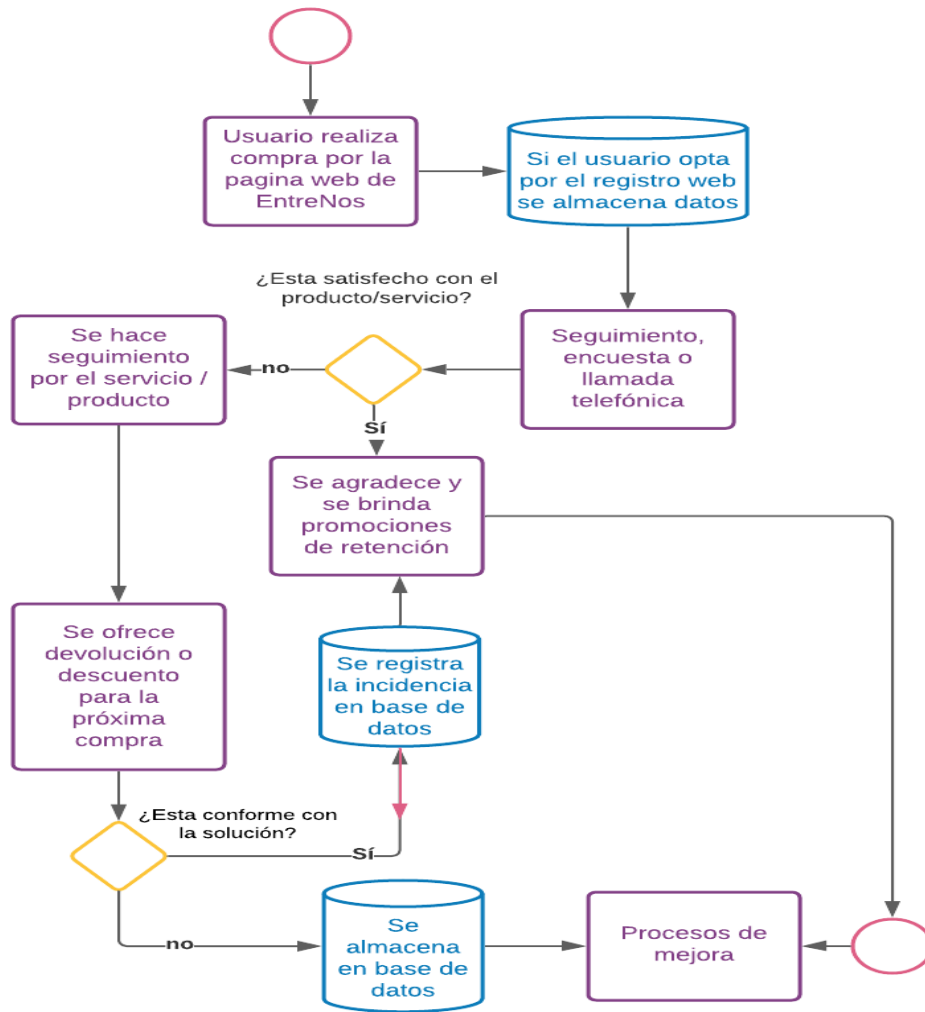 Usuario realiza
compra por la
pagina web de
EntreNos
Si el usuario opta
por el registro web
se almacena datos
¿Esta satisfecho con el
producto/servicio?
Se hace
seguimiento
por el servicio /
producto
no
Seguimiento,
encuesta o
llamada
telefónica
Sí
Se agradece y
se brinda
promociones
de retención
Se ofrece
devolución o
descuento
para la
próxima
compra
Se registra
la incidencia
en base de
datos
¿Esta conforme con
la solución?
Sí
no
Se
almacena
en base de
datos
Procesos de
mejora